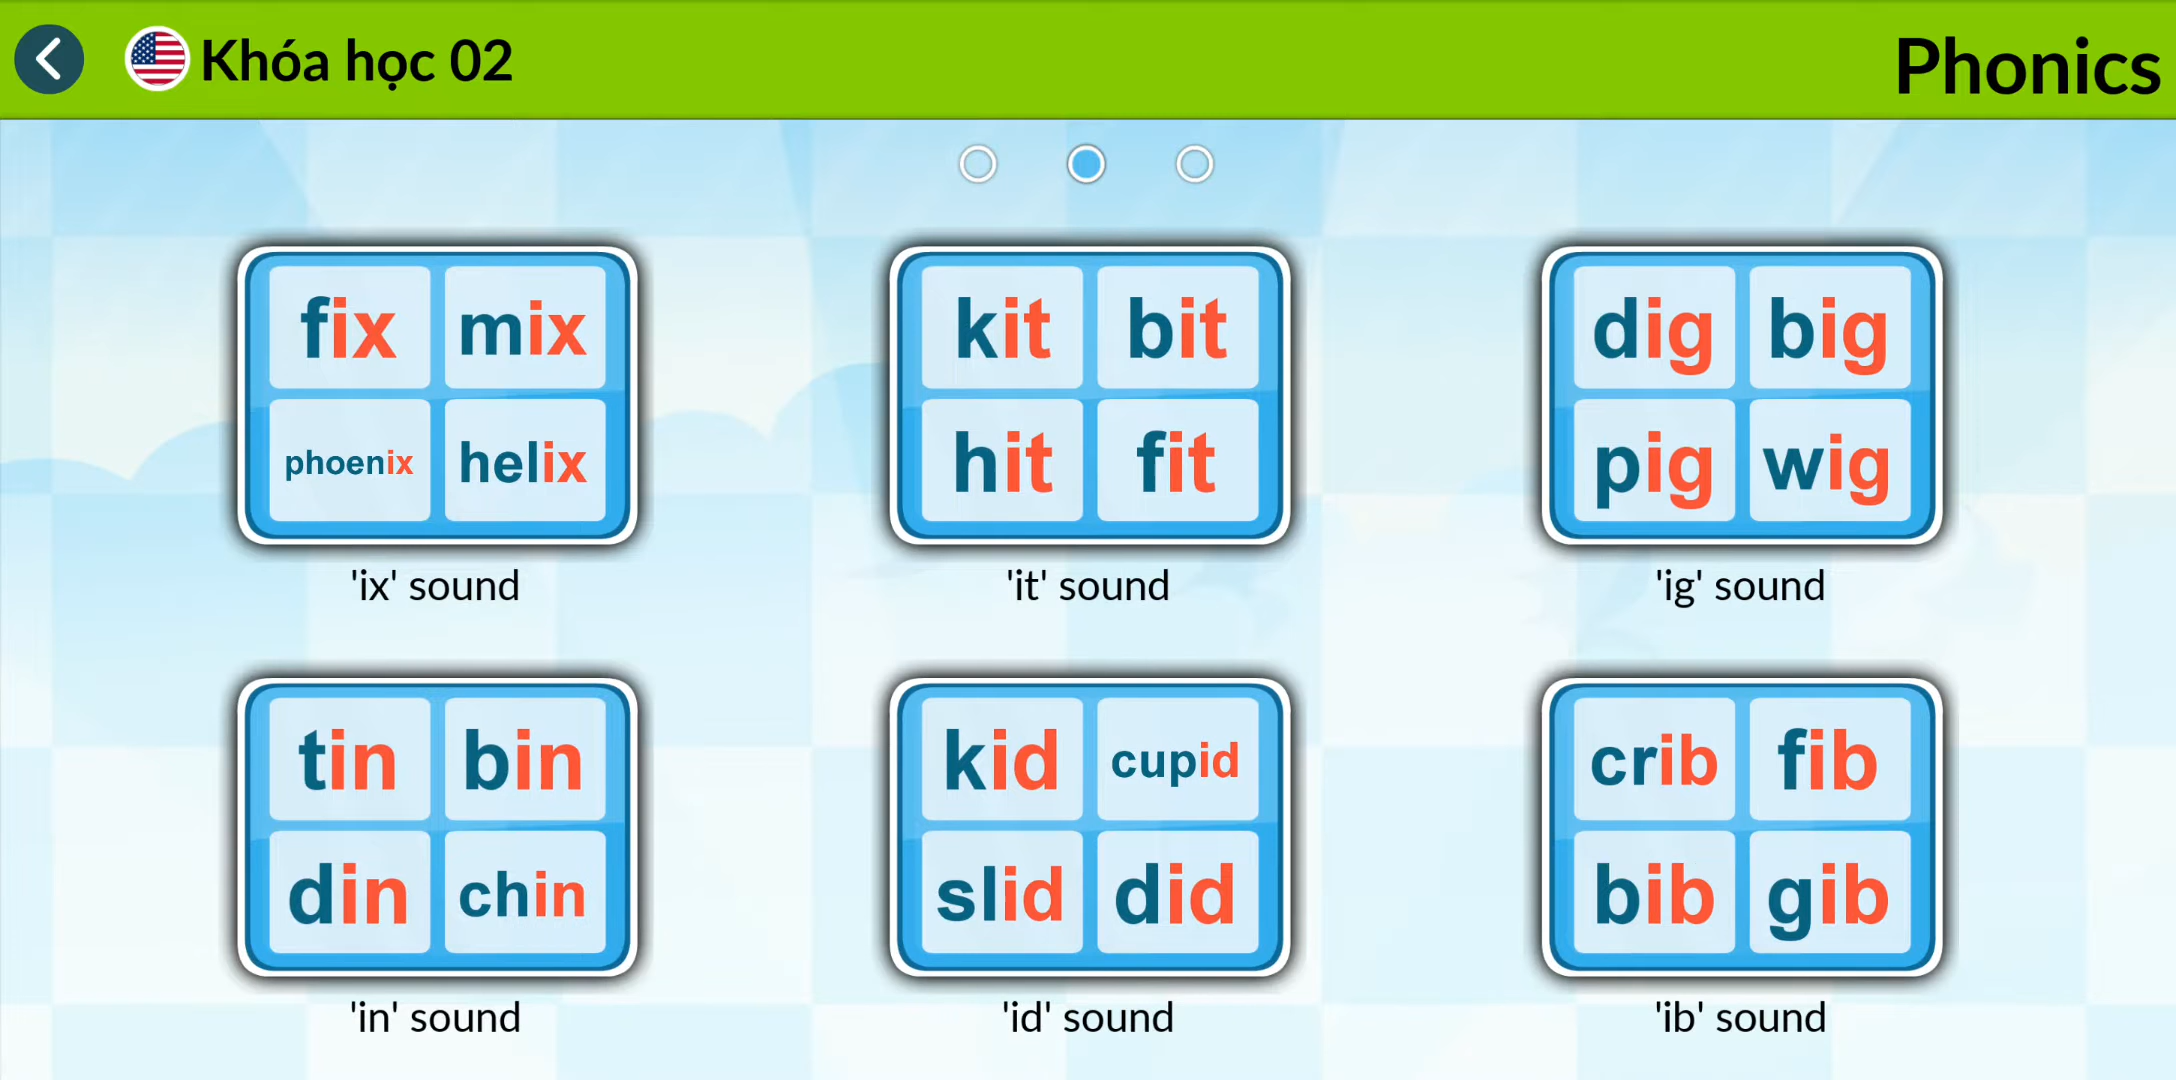 Khóa học 02
Phonics
fix mix
phoenix helix
'ix' sound
kit bit
hit fit
'it' sound
dig big
pig wig
'ig' sound
tin bin
din chin
'in' sound
kid cupid
slid did
'id' sound
crib fib
bib gib
'ib' sound